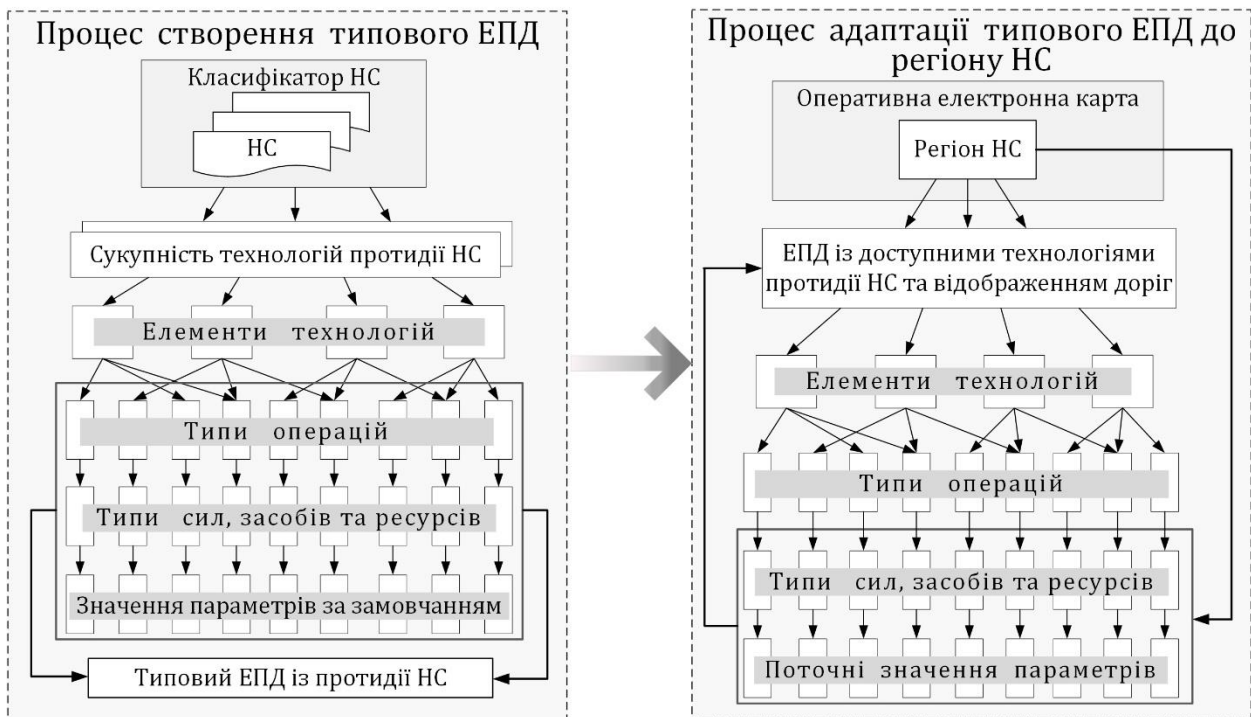 Процес створення типового ЕПД
Класифікатор НС
НС
Сукупність технологій протидії НС
Елементи технологій
Типи операцій
Типи сил, засобів та ресурсів
Значення параметрів за замовчанням
Типовий ЕПД із протидії НС
Процес адаптації типового ЕПД до
регіону НС
Оперативна електронна карта
Регіон НС
ЕПД із доступними технологіями
протидії НС та відображенням доріг
Елементи технологій
Типи операцій
Типи сил, засобів та ресурсів
Поточні значення параметрів